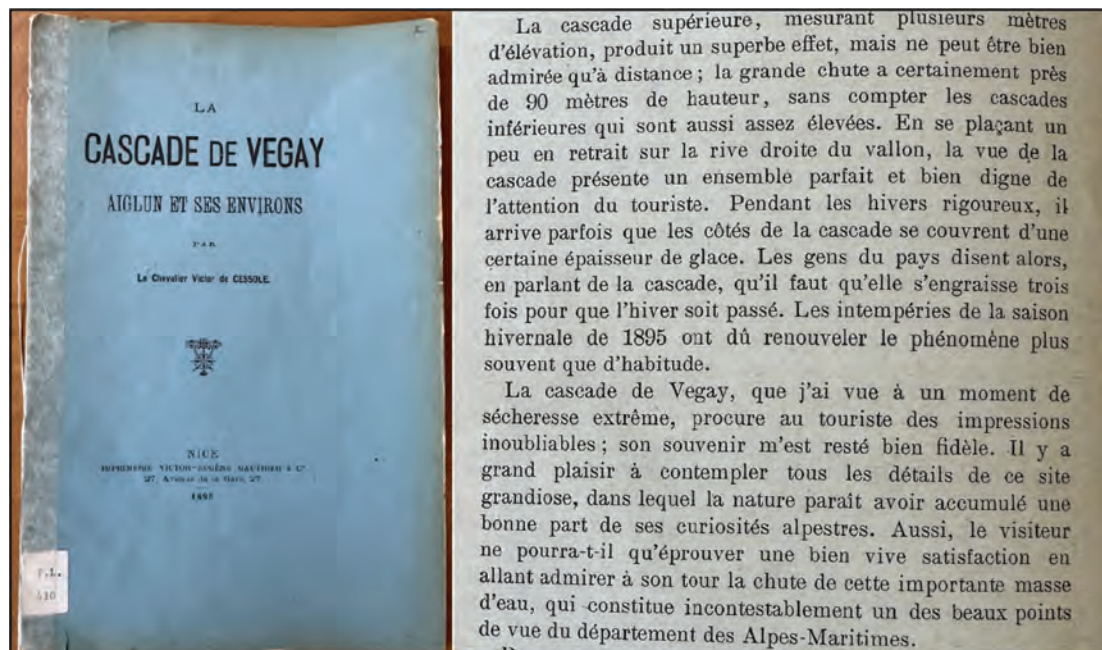 LA
CASCADE DE VEGAY
AIGLUN ET SES ENVIRONS
PAR
Le Chevalier Victor de CESSOLE
NICE
IMPRIMERIE VICTOR-EUGÈNE GAUTHIER & Cº
27, Avenue de la Gare, 27
1895
La cascade supérieure, mesurant plusieurs mètres
d'élévation, produit un superbe effet, mais ne peut être bien
admirée qu'à distance ; la grande chute a certainement près
de 90 mètres de hauteur, sans compter les cascades
inférieures qui sont aussi assez élevées. En se plaçant un
peu en retrait sur la rive droite du vallon, la vue de la
cascade présente un ensemble parfait et bien digne de
l'attention du touriste. Pendant les hivers rigoureux, il
arrive parfois que les côtés de la cascade se couvrent d'une
certaine épaisseur de glace. Les gens du pays disent alors,
en parlant de la cascade, qu'il faut qu'elle s'engraisse trois
fois pour que l'hiver soit passé. Les intempéries de la saison
hivernale de 1895 ont dû renouveler le phénomène plus
souvent que d'habitude.
La cascade de Vegay, que j'ai vue à un moment de
sécheresse extrême, procure au touriste des impressions
inoubliables ; son souvenir m'est resté bien fidèle. Il y a
grand plaisir à contempler tous les détails de ce site
grandiose, dans lequel la nature paraît avoir accumulé une
bonne part de ses curiosités alpestres. Aussi, le visiteur
ne pourra-t-il qu'éprouver une bien vive satisfaction en
allant admirer à son tour la chute de cette importante masse
d'eau, qui constitue incontestablement un des beaux points
de vue du département des Alpes-Maritimes.